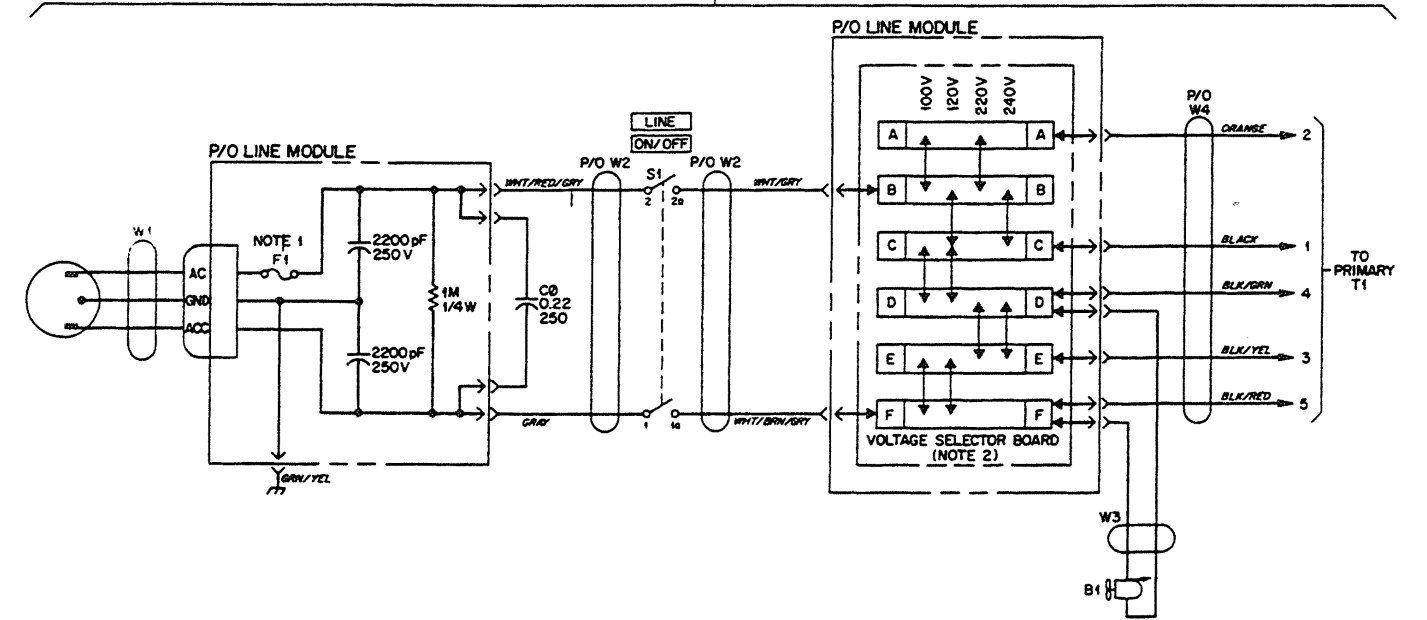 P/O LINE MODULE
100V
120V
220V
240V
P/O
W4
LINE
ON/OFF
A
A
ORANGE
2
P/O LINE MODULE
P/O W2
S1
P/O W2
WHT/RED/GRY
2
2a
WHT/GRY
B
B
W1
NOTE 1
F1
2200pF
250V
C
C
BLACK
1
TO
PRIMARY
T1
AC
GND
ACC
1M
1/4W
C0
0.22
250
D
D
BLK/GRN
4
2200pF
250V
E
E
BLK/YEL
3
GRAY
1
1a
WHT/BRN/GRY
F
F
BLK/RED
5
VOLTAGE SELECTOR BOARD
(NOTE 2)
GRN/YEL
W3
B1